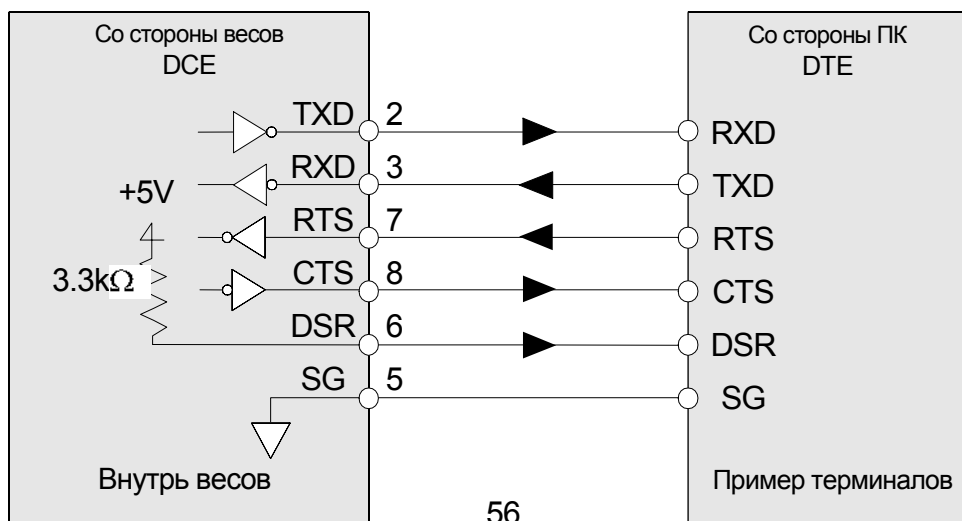 Со стороны весов
DCE
Со стороны ПК
DTE
TXD 2 RXD
RXD 3 TXD
+5V
RTS 7 RTS
3.3kΩ
CTS 8 CTS
DSR 6 DSR
SG 5 SG
Внутрь весов
Пример терминалов
56